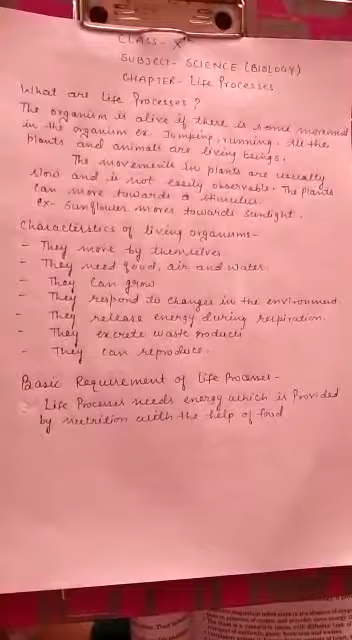 CLASS - Xth
SUBJECT- SCIENCE (BIOLOGY)
CHAPTER- Life Processes
What are Life Processes?
The organism is alive if there is some movement
in the organism ex. Jumping, running. All the
plants and animals are living beings.
The movements in plants are usually
slow and is not easily observable. The plants
can move towards a stimulus.
ex- Sunflower moves towards sunlight.
Characteristics of living organisms-
- They move by themselves
- They need food, air and water.
- They can grow
- They respond to changes in the environment
- They release energy during respiration.
- They excrete waste products
- They can reproduce.
Basic Requirement of Life Processes-
Life Processes needs energy which is Provided
by nutrition with the help of food